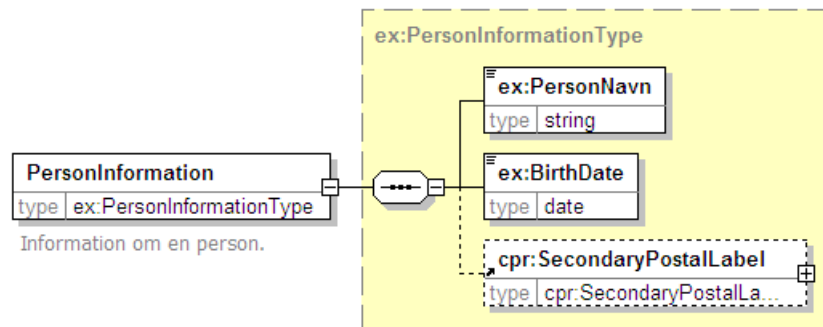 ex:PersonInformationType
ex:PersonNavn
type string
PersonInformation
type ex:PersonInformationType
ex:BirthDate
type date
Information om en person.
cpr:SecondaryPostalLabel
type cpr:SecondaryPostalLa...